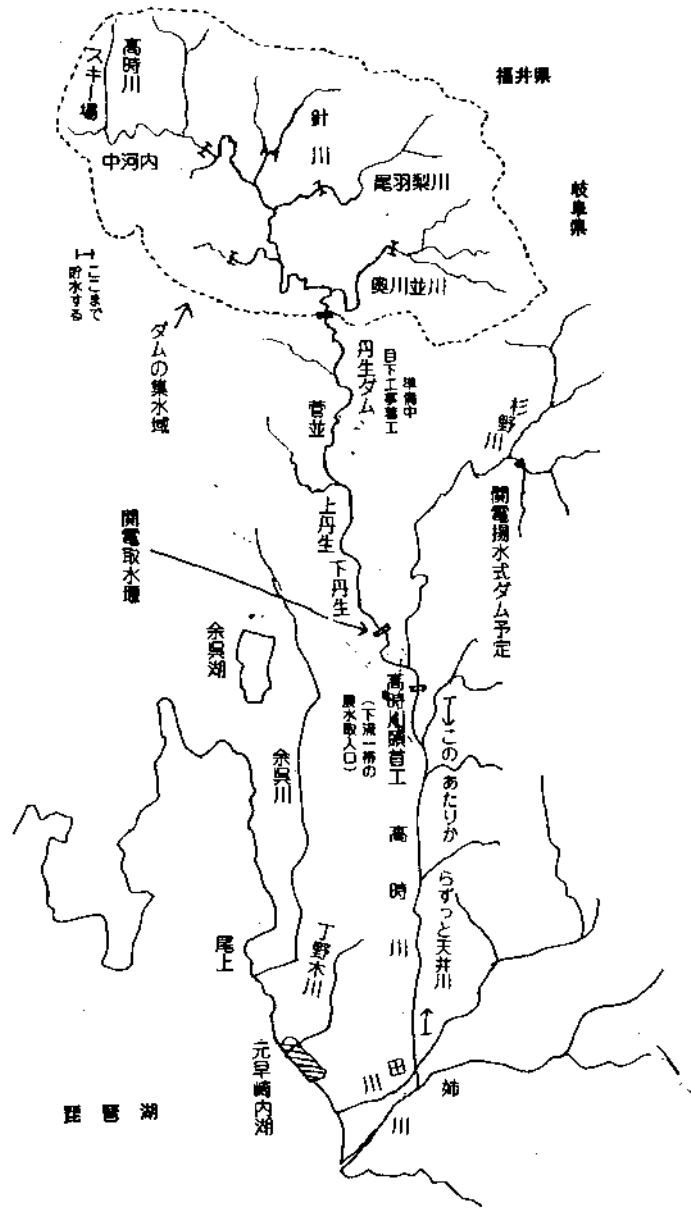 福井県
岐阜県
高時川
スキー場
中河内
針川
尾羽梨川
奥川並川
ここまで
貯水する
ダムの集水域
丹生ダム
目下工事着工
準備中
菅並
杉野川
関電揚水式ダム予定
上丹生
下丹生
関電取水堰
余呉湖
余呉川
高時川頭首工
(下流一帯の
農水取入口)
このあたりか
らずっと天井川
高時川
尾上
丁野木川
元早崎内湖
田川
姉川
琵琶湖